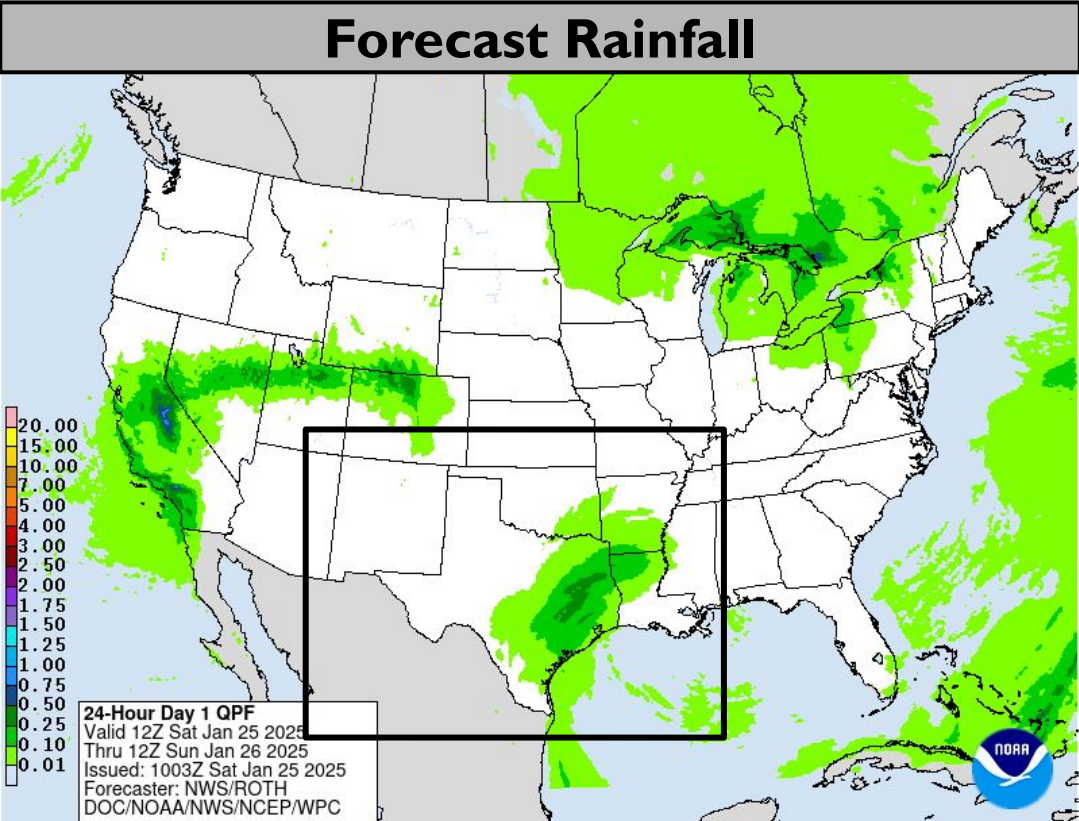 Forecast Rainfall
20.00
15.00
10.00
7.00
5.00
4.00
3.00
2.50
2.00
1.75
1.50
1.25
1.00
0.75
0.50
0.25
0.10
0.01
24-Hour Day 1 QPF
Valid 12Z Sat Jan 25 2025
Thru 12Z Sun Jan 26 2025
Issued: 1003Z Sat Jan 25 2025
Forecaster: NWS/ROTH
DOC/NOAA/NWS/NCEP/WPC
NOAA